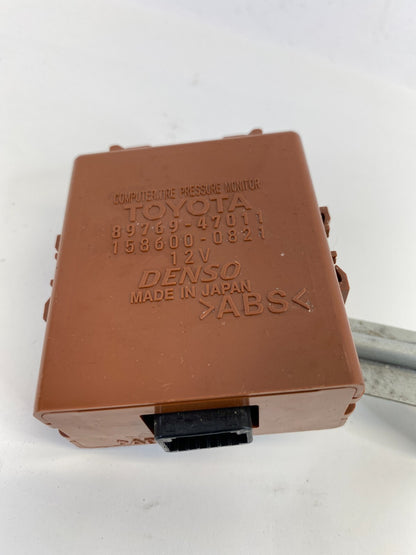 COMPUTER,TIRE PRESSURE MONITOR
TOYOTA
89769-47011
158600-0821
12V
DENSO
MADE IN JAPAN
>ABS<